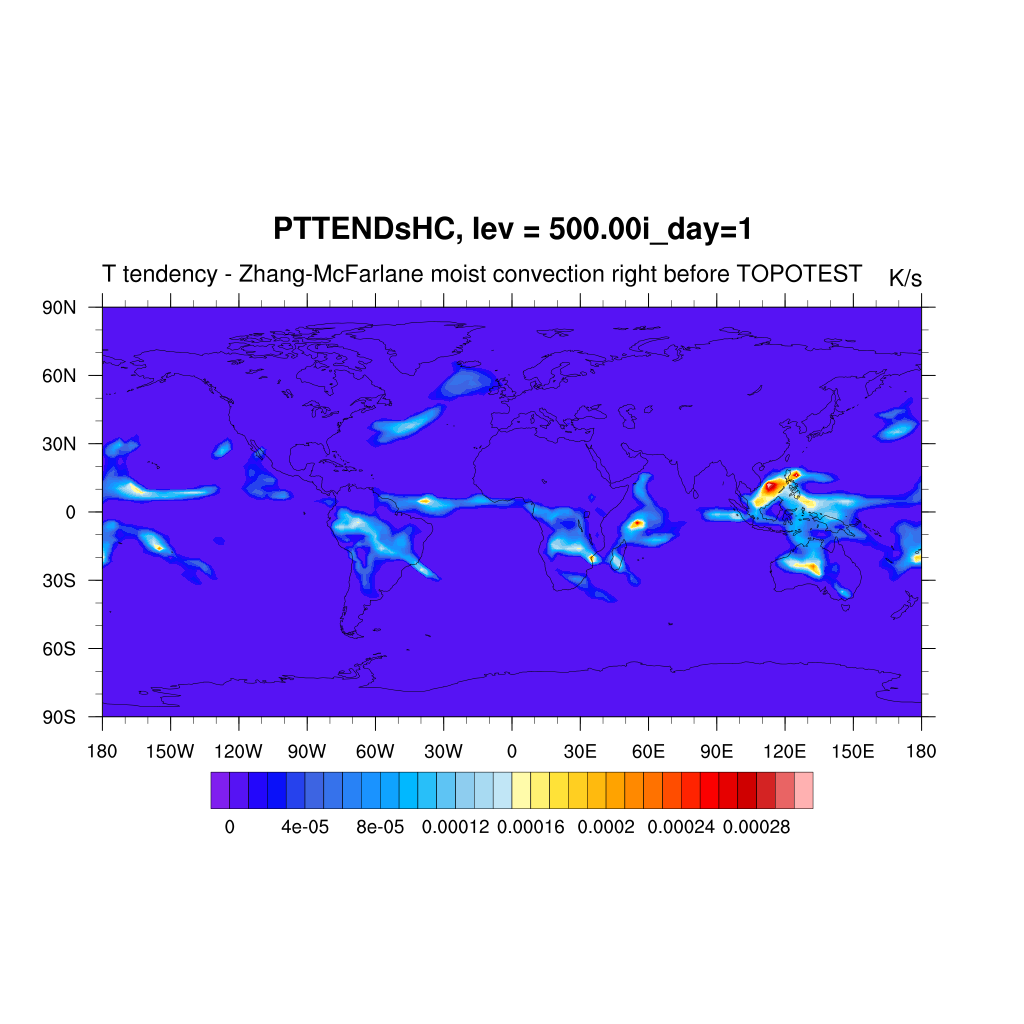 PTTENDsHC, lev = 500.00i_day=1
T tendency - Zhang-McFarlane moist convection right before TOPOTEST K/s
90N
60N
30N
0
30S
60S
90S
180 150W 120W 90W 60W 30W 0 30E 60E 90E 120E 150E 180
0 4e-05 8e-05 0.00012 0.00016 0.0002 0.00024 0.00028